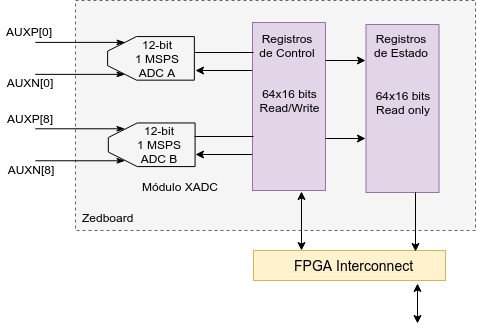 AUXP[0]
AUXN[0]
AUXP[8]
AUXN[8]
12-bit
1 MSPS
ADC A
12-bit
1 MSPS
ADC B
Módulo XADC
Zedboard
Registros
de Control
64x16 bits
Read/Write
Registros
de Estado
64x16 bits
Read only
FPGA Interconnect